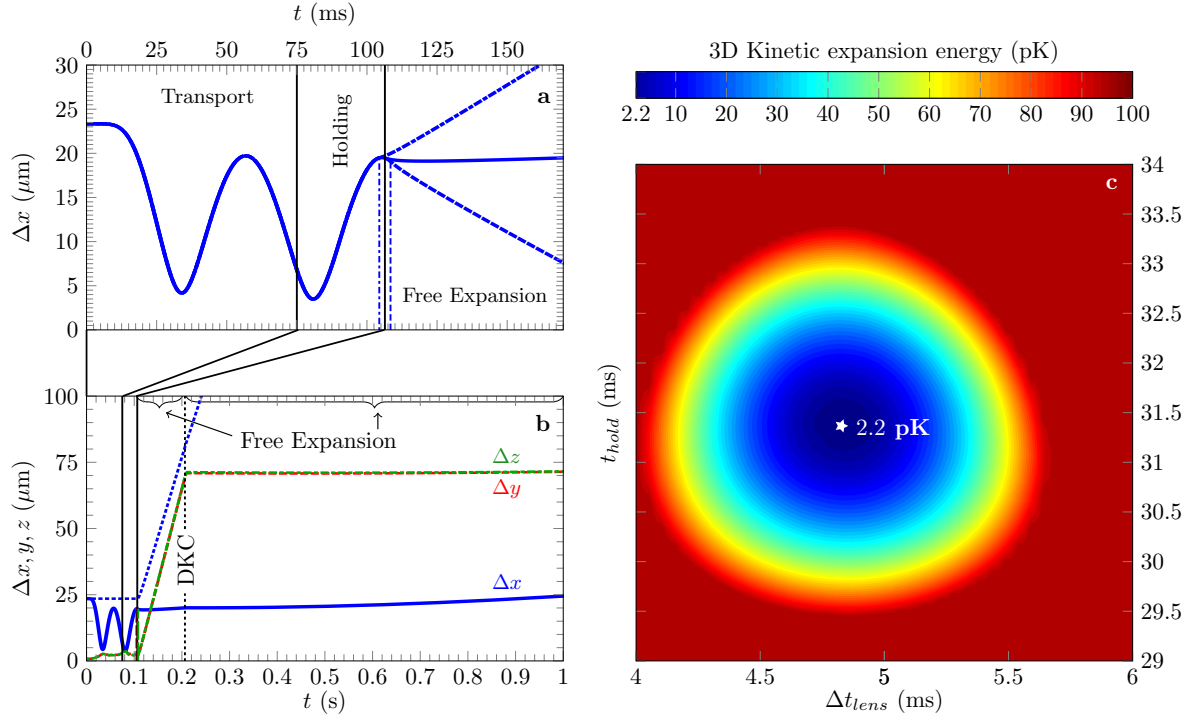 t (ms)
0 25 50 75 100 125 150
30
25
20
15
10
5
0
Δx (μm)
Transport
Holding
a
Free Expansion
100
75
50
25
0
Δx, y, z (μm)
b
Free Expansion
Δz
Δy
DKC
Δx
0 0.1 0.2 0.3 0.4 0.5 0.6 0.7 0.8 0.9 1
t (s)
3D Kinetic expansion energy (pK)
2.2 10 20 30 40 50 60 70 80 90 100
c
2.2 pK
t_{hold} (ms)
34
33.5
33
32.5
32
31.5
31
30.5
30
29.5
29
4 4.5 5 5.5 6
Δt_{lens} (ms)